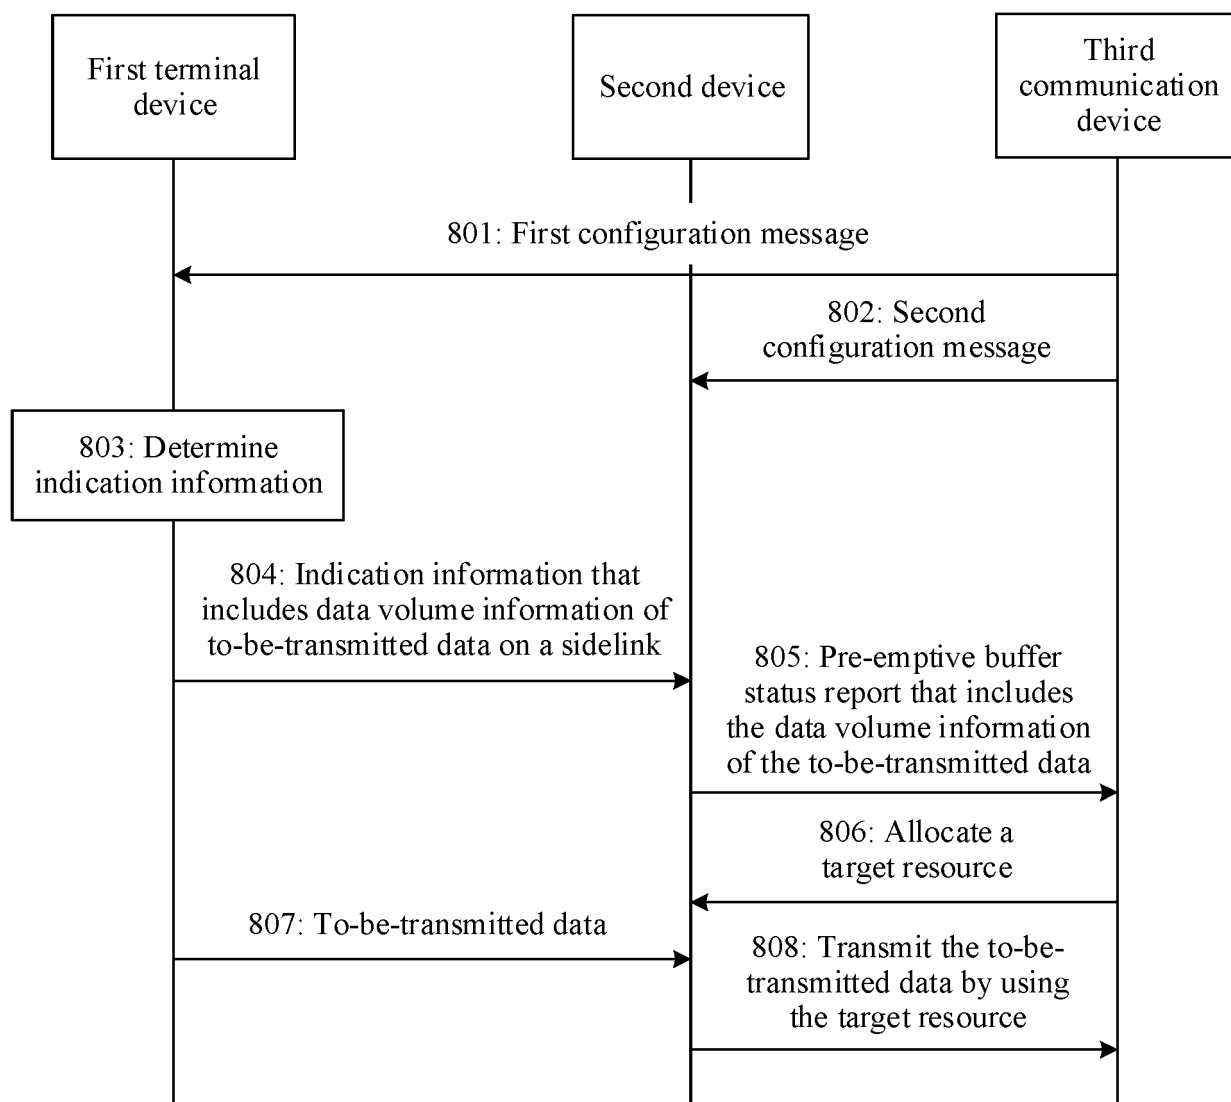 First terminal
device
Second device
Third
communication
device
801: First configuration message
802: Second
configuration message
803: Determine
indication information
804: Indication information that
includes data volume information of
to-be-transmitted data on a sidelink
805: Pre-emptive buffer
status report that includes
the data volume information
of the to-be-transmitted data
806: Allocate a
target resource
807: To-be-transmitted data
808: Transmit the to-be-
transmitted data by using
the target resource